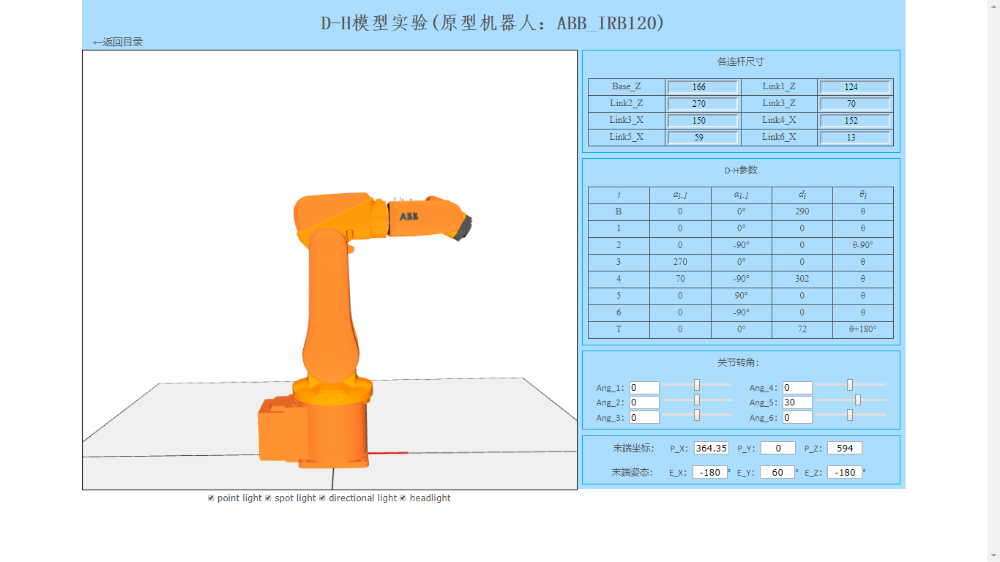 D-H模型实验(原型机器人: ABB_IRB120)
←返回目录
ABB
各连杆尺寸
Base_Z 166 Link1_Z 124
Link2_Z 270 Link3_Z 70
Link3_X 150 Link4_X 152
Link5_X 59 Link6_X 13
D-H参数
i a i-1 α i-1 d i θ i
B 0 0° 290 θ
1 0 0° 0 θ
2 0 -90° 0 θ-90°
3 270 0° 0 θ
4 70 -90° 302 θ
5 0 90° 0 θ
6 0 -90° 0 θ
T 0 0° 72 θ+180°
关节转角:
Ang_1: 0 Ang_4: 0
Ang_2: 0 Ang_5: 30
Ang_3: 0 Ang_6: 0
末端坐标: P_X: 364.35 P_Y: 0 P_Z: 594
末端姿态: E_X: -180 ° E_Y: 60 ° E_Z: -180 °
point light spot light directional light headlight